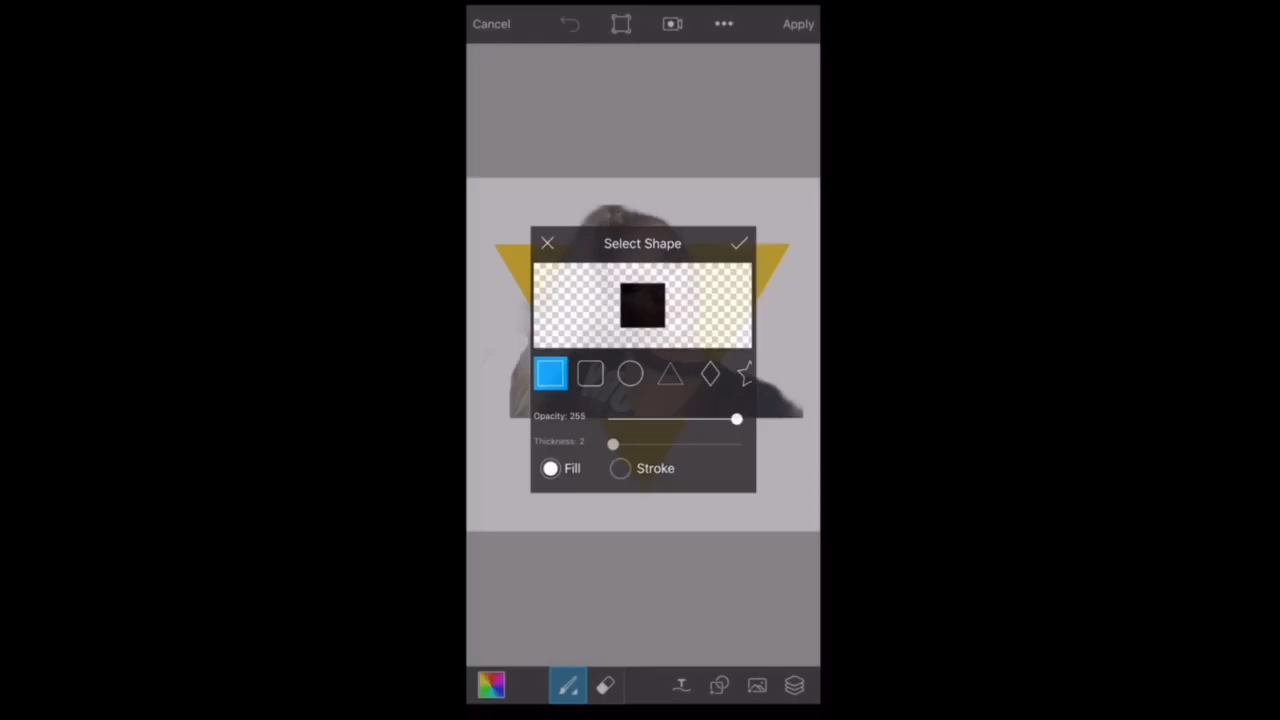 Cancel
Apply
Select Shape
Opacity: 255
Thickness: 2
Fill
Stroke